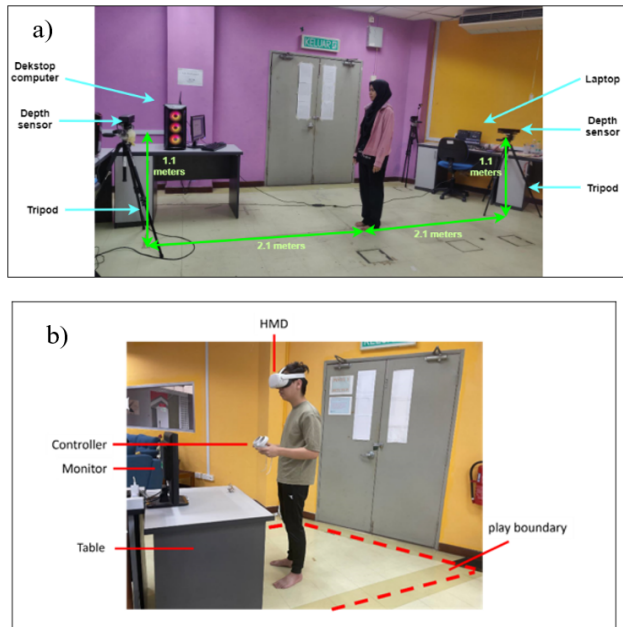 a)
KELUAR
Dekstop
computer
Laptop
Depth
sensor
Depth
sensor
1.1
meters
1.1
meters
Tripod
Tripod
2.1 meters
2.1 meters
b)
HMD
Controller
Monitor
play boundary
Table